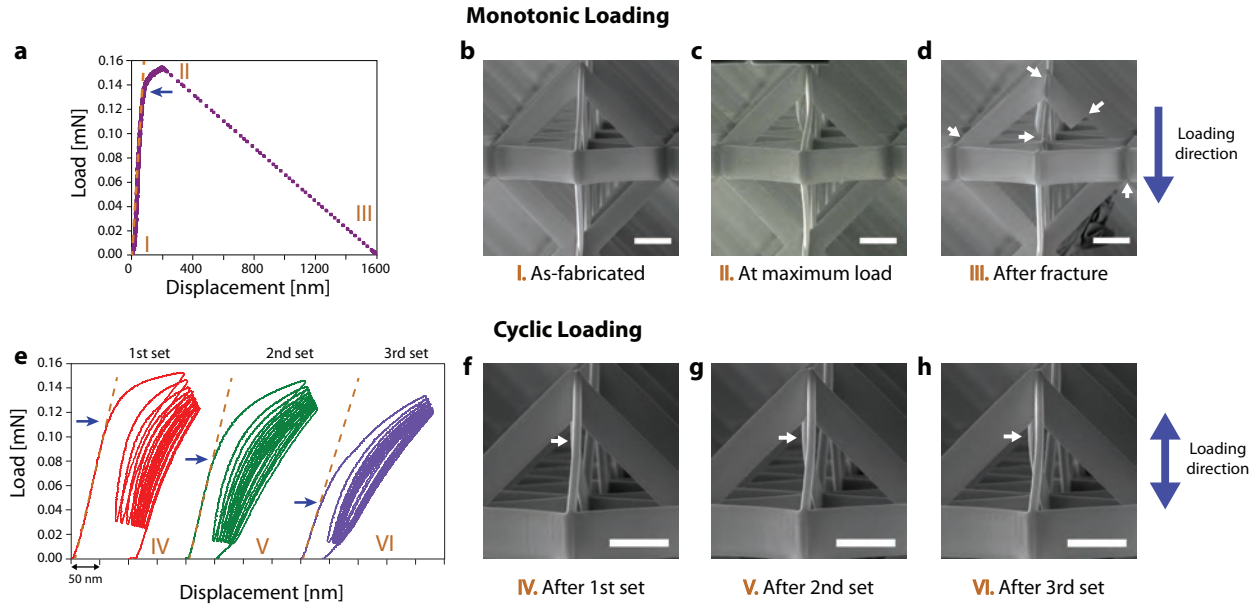 Monotonic Loading
a
0.16
0.14
0.12
0.10
0.08
0.06
0.04
0.02
0.00
Load [mN]
I
II
III
0 400 800 1200 1600
Displacement [nm]
b
I. As-fabricated
c
II. At maximum load
d
III. After fracture
Loading
direction
Cyclic Loading
e
1st set 2nd set 3rd set
0.16
0.14
0.12
0.10
0.08
0.06
0.04
0.02
0.00
Load [mN]
IV V VI
50 nm
Displacement [nm]
f
IV. After 1st set
g
V. After 2nd set
h
VI. After 3rd set
Loading
direction